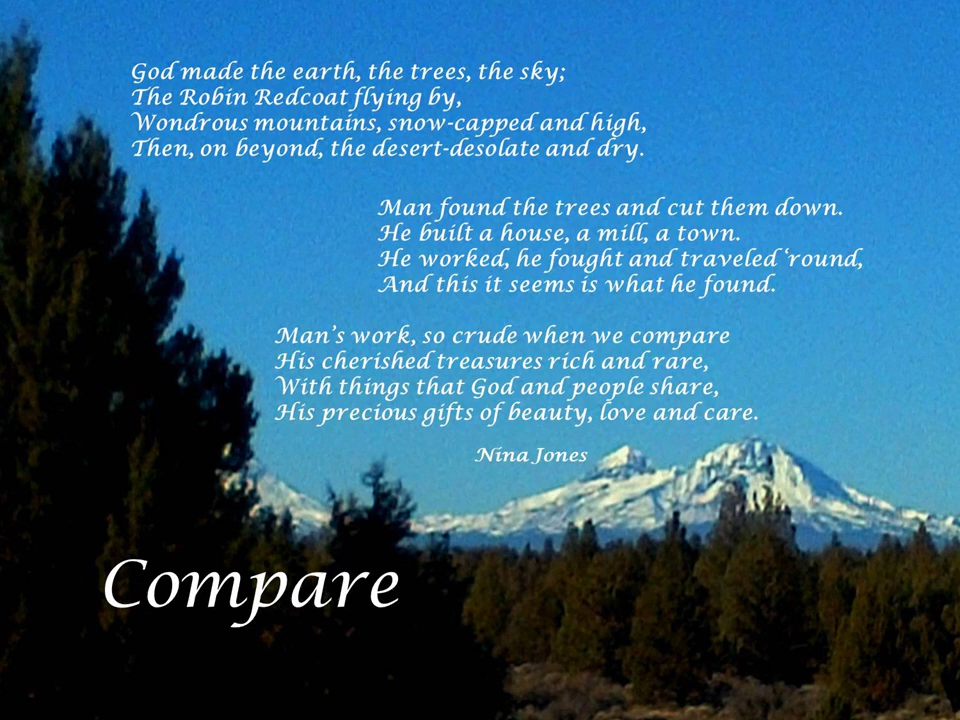 God made the earth, the trees, the sky;
The Robin Redcoat flying by,
Wondrous mountains, snow-capped and high,
Then, on beyond, the desert-desolate and dry.
Man found the trees and cut them down.
He built a house, a mill, a town.
He worked, he fought and traveled ‘round,
And this it seems is what he found.
Man’s work, so crude when we compare
His cherished treasures rich and rare,
With things that God and people share,
His precious gifts of beauty, love and care.
Nina Jones
Compare